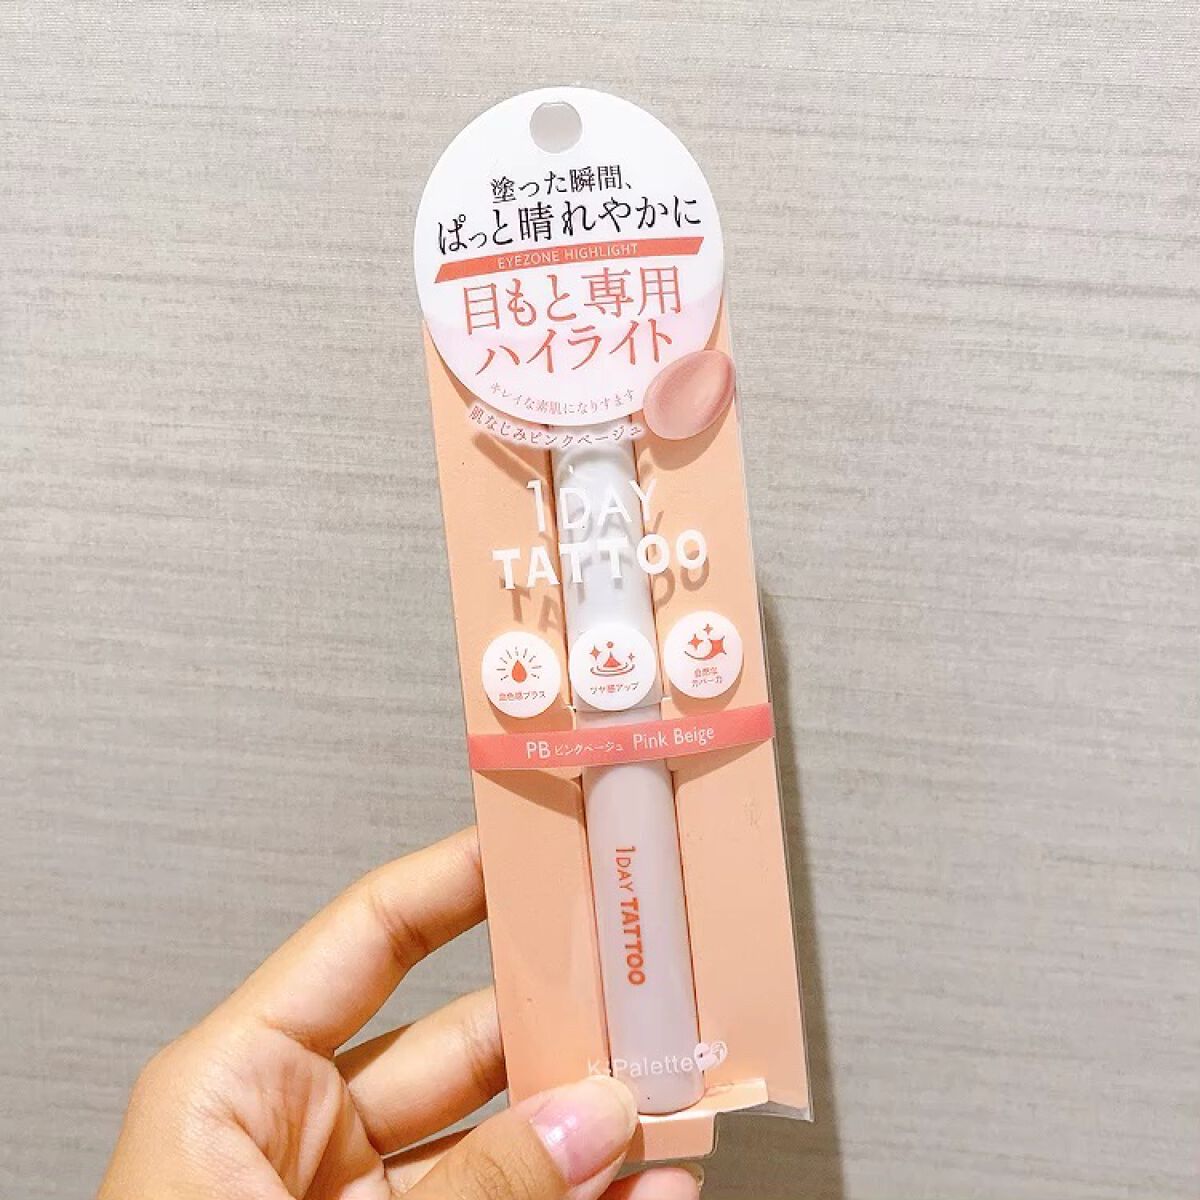 塗った瞬間、
ぱっと晴れやかに
EYEZONE HIGHLIGHT
目もと専用
ハイライト
キレイな素肌になりすます
肌なじみピンクベージュ
1DAY
TATTOO
血色感プラス
ツヤ感アップ
自然な
カバー力
PB ピンクベージュ Pink Beige
1DAY TATTOO
K-Palette